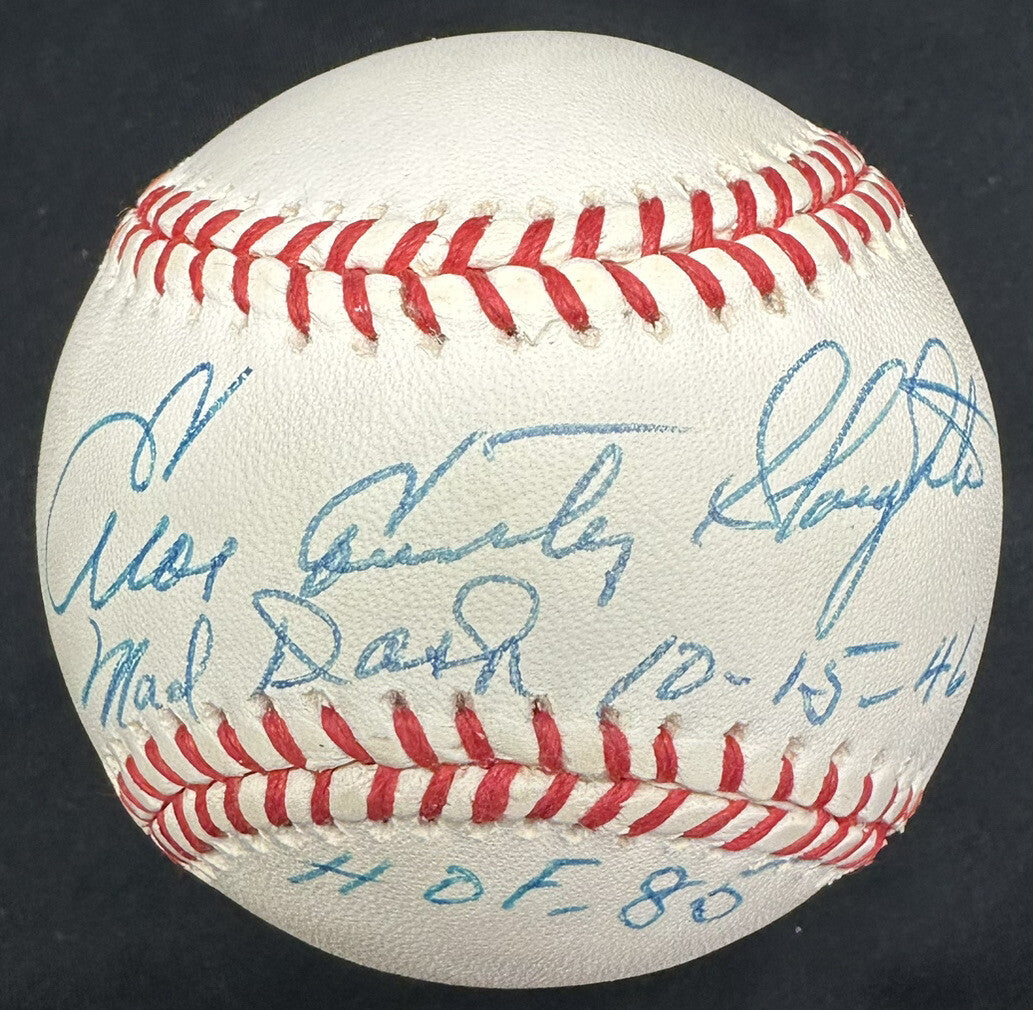 Enos Country Slaughter
Mad Dash 10-15-46
HOF-85